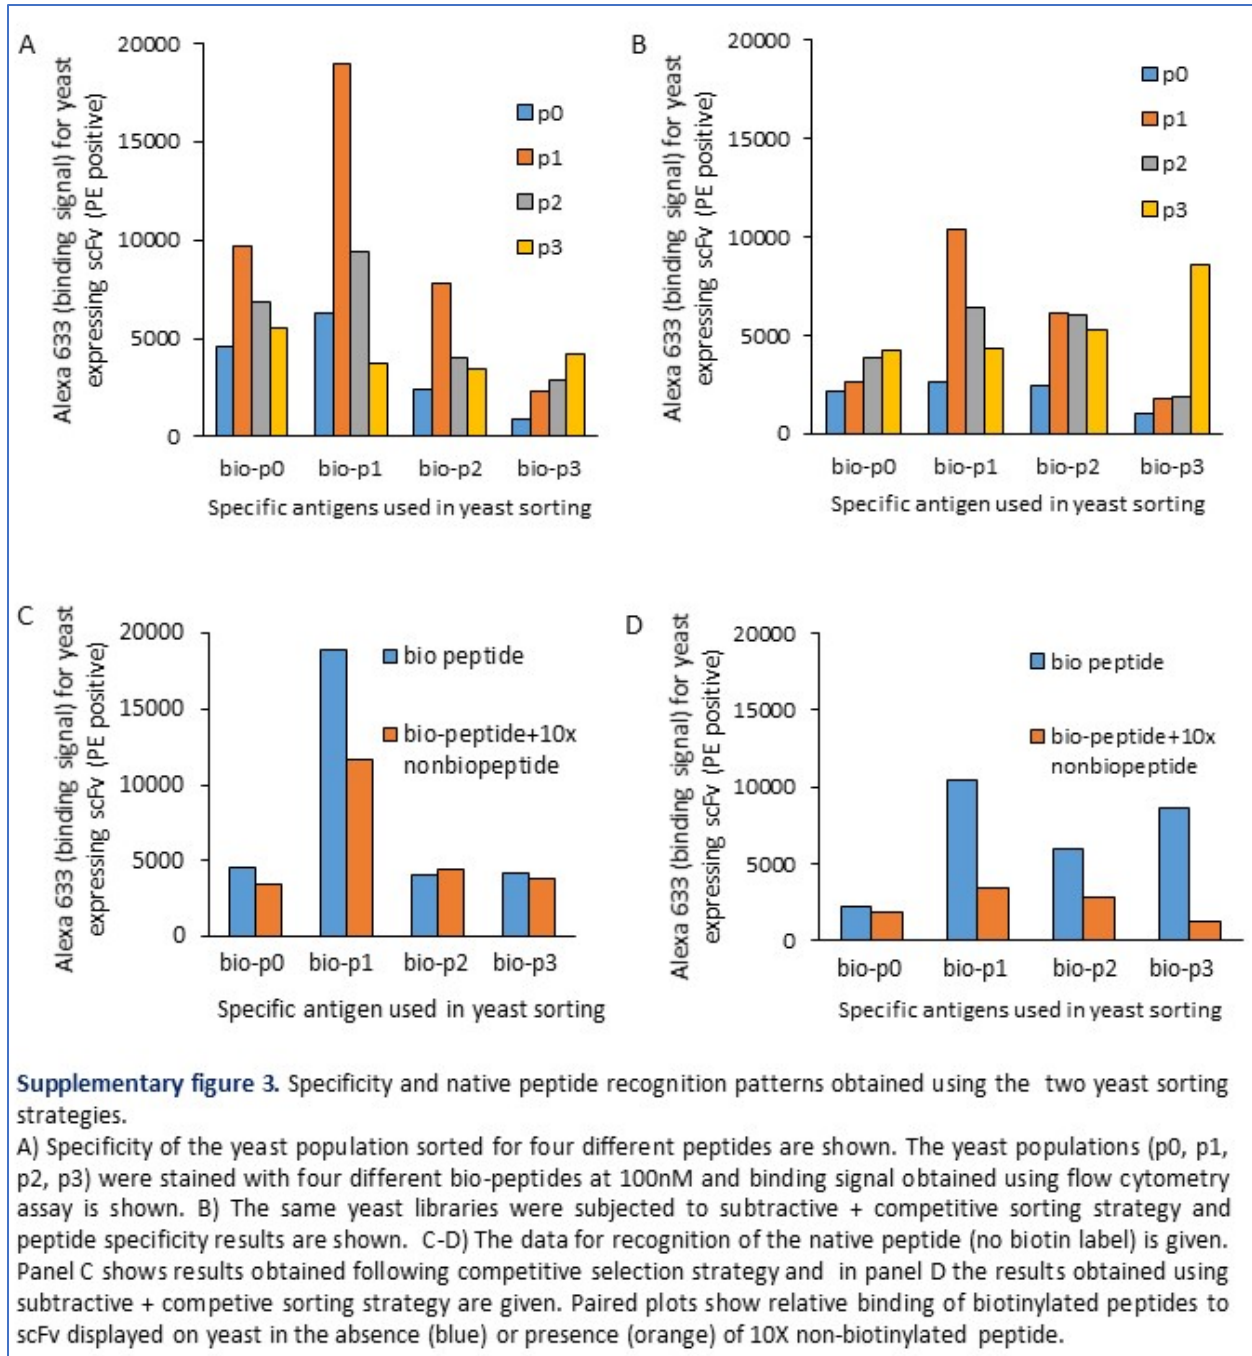 A
Alexa 633 (binding signal) for yeast
expressing scFv (PE positive)
20000
15000
10000
5000
0
p0
p1
p2
p3
bio-p0 bio-p1 bio-p2 bio-p3
Specific antigens used in yeast sorting
B
Alexa 633 (binding signal) for yeast
expressing scFv (PE positive)
20000
15000
10000
5000
0
p0
p1
p2
p3
bio-p0 bio-p1 bio-p2 bio-p3
Specific antigen used in yeast sorting
C
Alexa 633 (binding signal) for yeast
expressing scFv (PE positive)
20000
15000
10000
5000
0
bio peptide
bio-peptide+10x
nonbiopeptide
bio-p0 bio-p1 bio-p2 bio-p3
Specific antigen used in yeast sorting
D
Alexa 633 (binding signal) for yeast
expressing scFv (PE positive)
20000
15000
10000
5000
0
bio peptide
bio-peptide+10x
nonbiopeptide
bio-p0 bio-p1 bio-p2 bio-p3
Specific antigens used in yeast sorting
Supplementary figure 3. Specificity and native peptide recognition patterns obtained using the two yeast sorting
strategies.
A) Specificity of the yeast population sorted for four different peptides are shown. The yeast populations (p0, p1,
p2, p3) were stained with four different bio-peptides at 100nM and binding signal obtained using flow cytometry
assay is shown. B) The same yeast libraries were subjected to subtractive + competitive sorting strategy and
peptide specificity results are shown. C-D) The data for recognition of the native peptide (no biotin label) is given.
Panel C shows results obtained following competitive selection strategy and in panel D the results obtained using
subtractive + competive sorting strategy are given. Paired plots show relative binding of biotinylated peptides to
scFv displayed on yeast in the absence (blue) or presence (orange) of 10X non-biotinylated peptide.